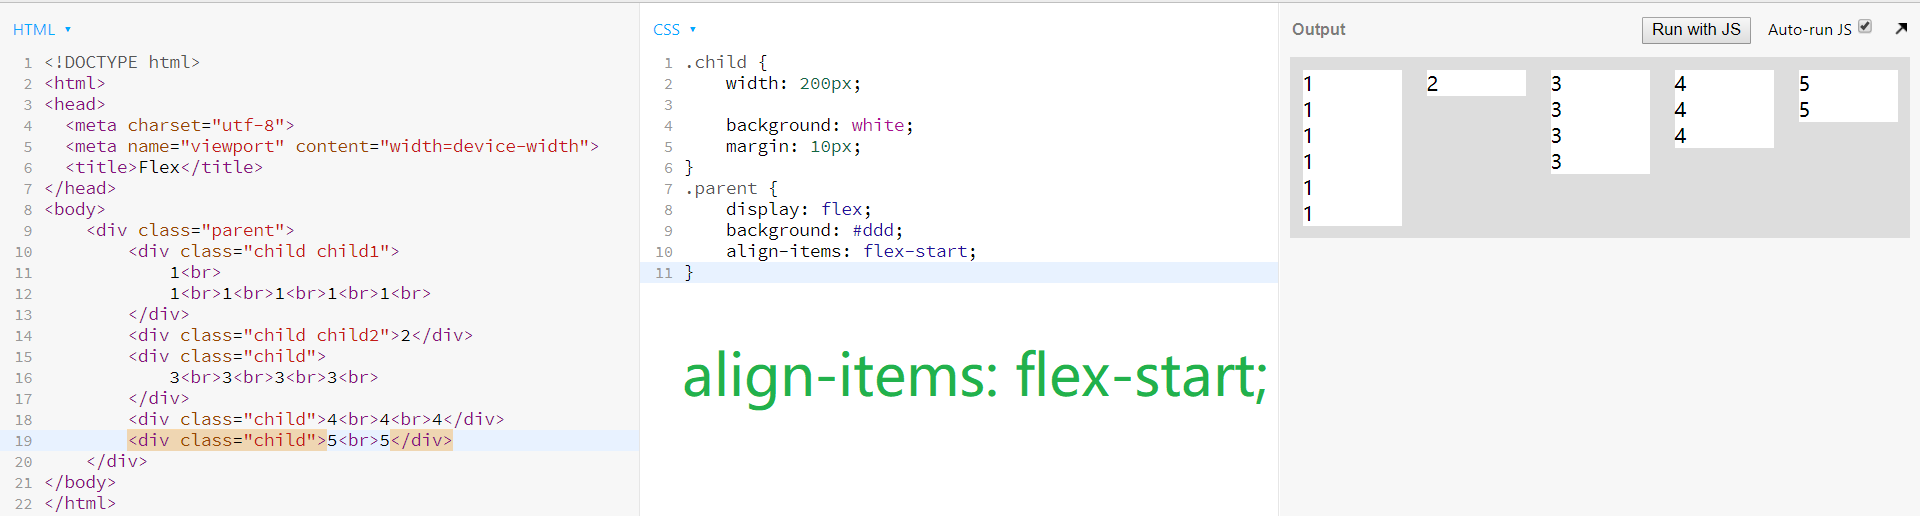 HTML ▾
1 <!DOCTYPE html>
2 <html>
3 <head>
4 <meta charset="utf-8">
5 <meta name="viewport" content="width=device-width">
6 <title>Flex</title>
7 </head>
8 <body>
9 <div class="parent">
10 <div class="child child1">
11 1<br>
12 1<br>1<br>1<br>1<br>1<br>
13 </div>
14 <div class="child child2">2</div>
15 <div class="child">
16 3<br>3<br>3<br>3<br>
17 </div>
18 <div class="child">4<br>4<br>4</div>
19 <div class="child">5<br>5</div>
20 </div>
21 </body>
22 </html>
CSS ▾
1 .child {
2 width: 200px;
3
4 background: white;
5 margin: 10px;
6 }
7 .parent {
8 display: flex;
9 background: #ddd;
10 align-items: flex-start;
11 }
align-items: flex-start;
Output
Run with JS
Auto-run JS
1
1
1
1
1
1
2
3
3
3
3
4
4
4
5
5